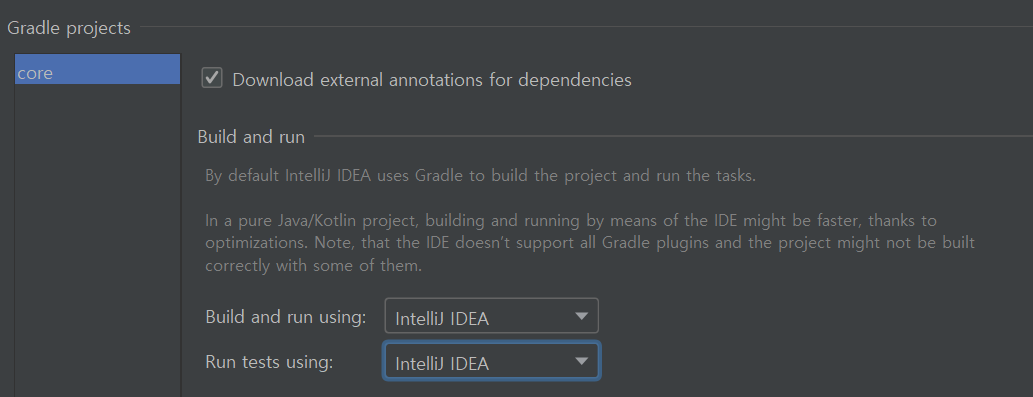 Gradle projects
core
Download external annotations for dependencies
Build and run
By default IntelliJ IDEA uses Gradle to build the project and run the tasks.
In a pure Java/Kotlin project, building and running by means of the IDE might be faster, thanks to
optimizations. Note, that the IDE doesn't support all Gradle plugins and the project might not be built
correctly with some of them.
Build and run using: IntelliJ IDEA
Run tests using: IntelliJ IDEA